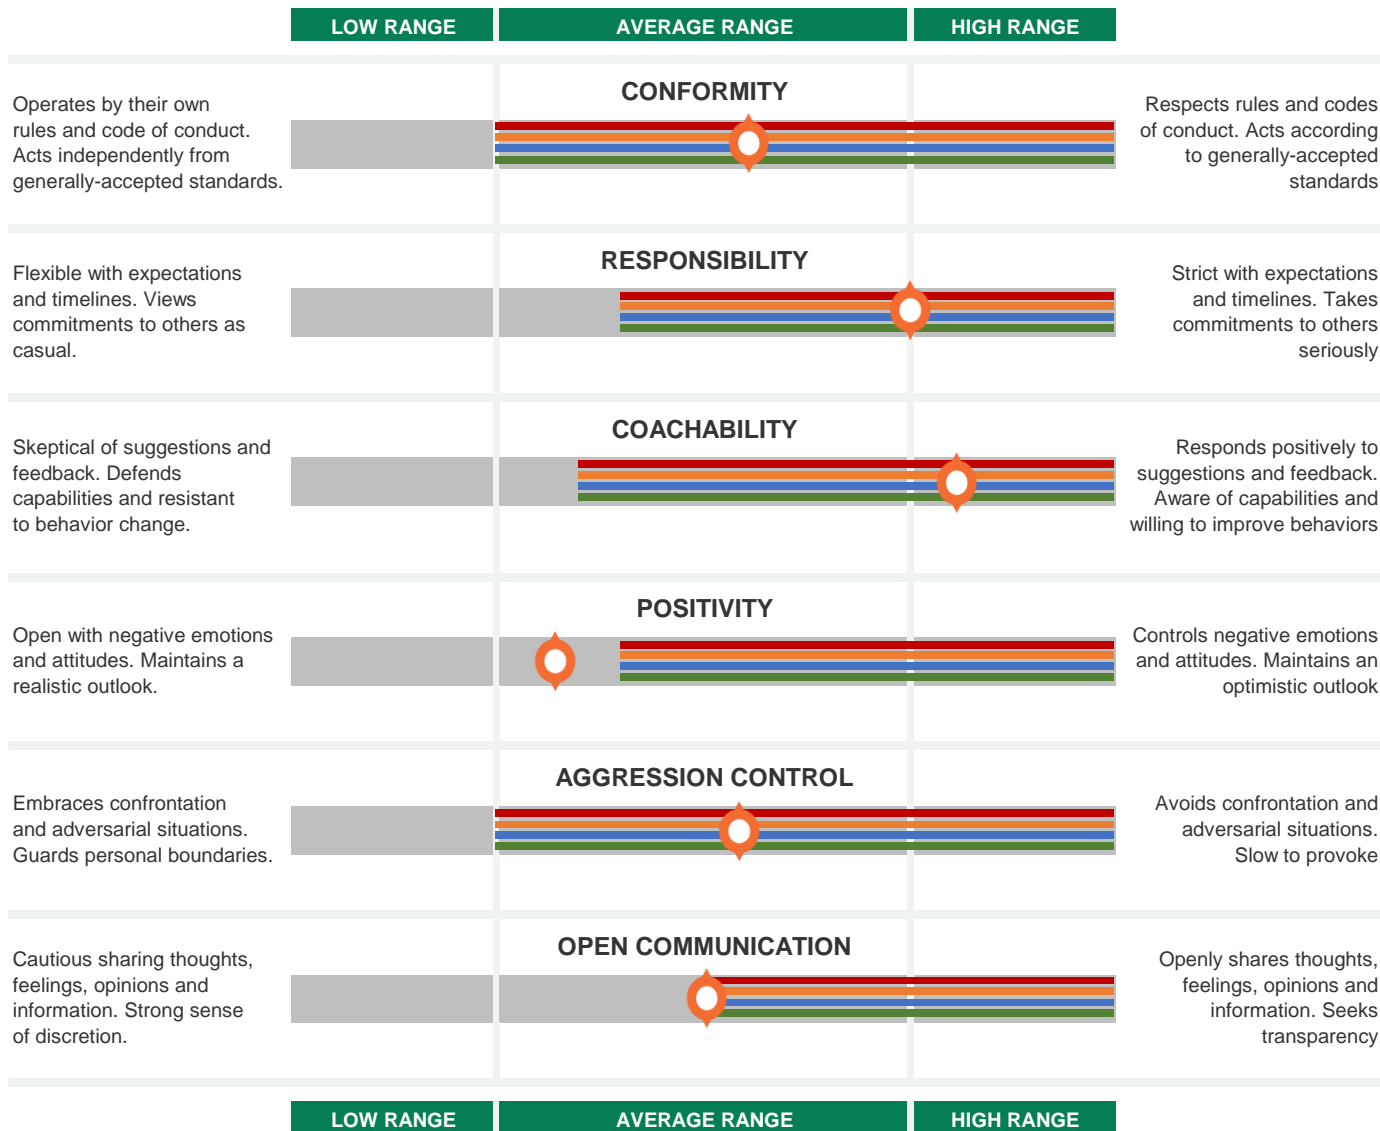 LOW RANGE AVERAGE RANGE HIGH RANGE
CONFORMITY
Operates by their own
rules and code of conduct.
Acts independently from
generally-accepted standards.
Respects rules and codes
of conduct. Acts according
to generally-accepted
standards
RESPONSIBILITY
Flexible with expectations
and timelines. Views
commitments to others as
casual.
Strict with expectations
and timelines. Takes
commitments to others
seriously
COACHABILITY
Skeptical of suggestions and
feedback. Defends
capabilities and resistant
to behavior change.
Responds positively to
suggestions and feedback.
Aware of capabilities and
willing to improve behaviors
POSITIVITY
Open with negative emotions
and attitudes. Maintains a
realistic outlook.
Controls negative emotions
and attitudes. Maintains an
optimistic outlook
AGGRESSION CONTROL
Embraces confrontation
and adversarial situations.
Guards personal boundaries.
Avoids confrontation and
adversarial situations.
Slow to provoke
OPEN COMMUNICATION
Cautious sharing thoughts,
feelings, opinions and
information. Strong sense
of discretion.
Openly shares thoughts,
feelings, opinions and
information. Seeks
transparency
LOW RANGE AVERAGE RANGE HIGH RANGE